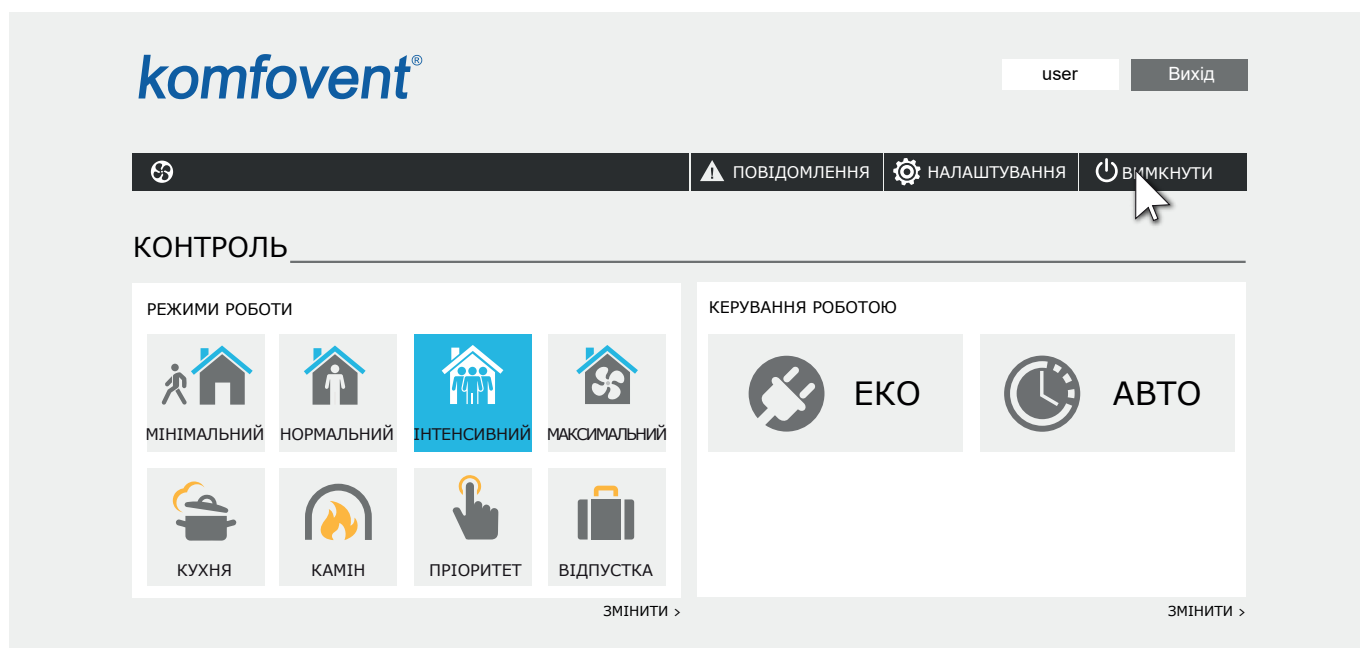 komfovent®
user
Вихід
ПОВІДОМЛЕННЯ
НАЛАШТУВАННЯ
ВИМКНУТИ
КОНТРОЛЬ
РЕЖИМИ РОБОТИ
МІНІМАЛЬНИЙ
НОРМАЛЬНИЙ
ІНТЕНСИВНИЙ
МАКСИМАЛЬНИЙ
КУХНЯ
КАМІН
ПРІОРИТЕТ
ВІДПУСТКА
ЗМІНИТИ >
КЕРУВАННЯ РОБОТОЮ
ЕКО
АВТО
ЗМІНИТИ >